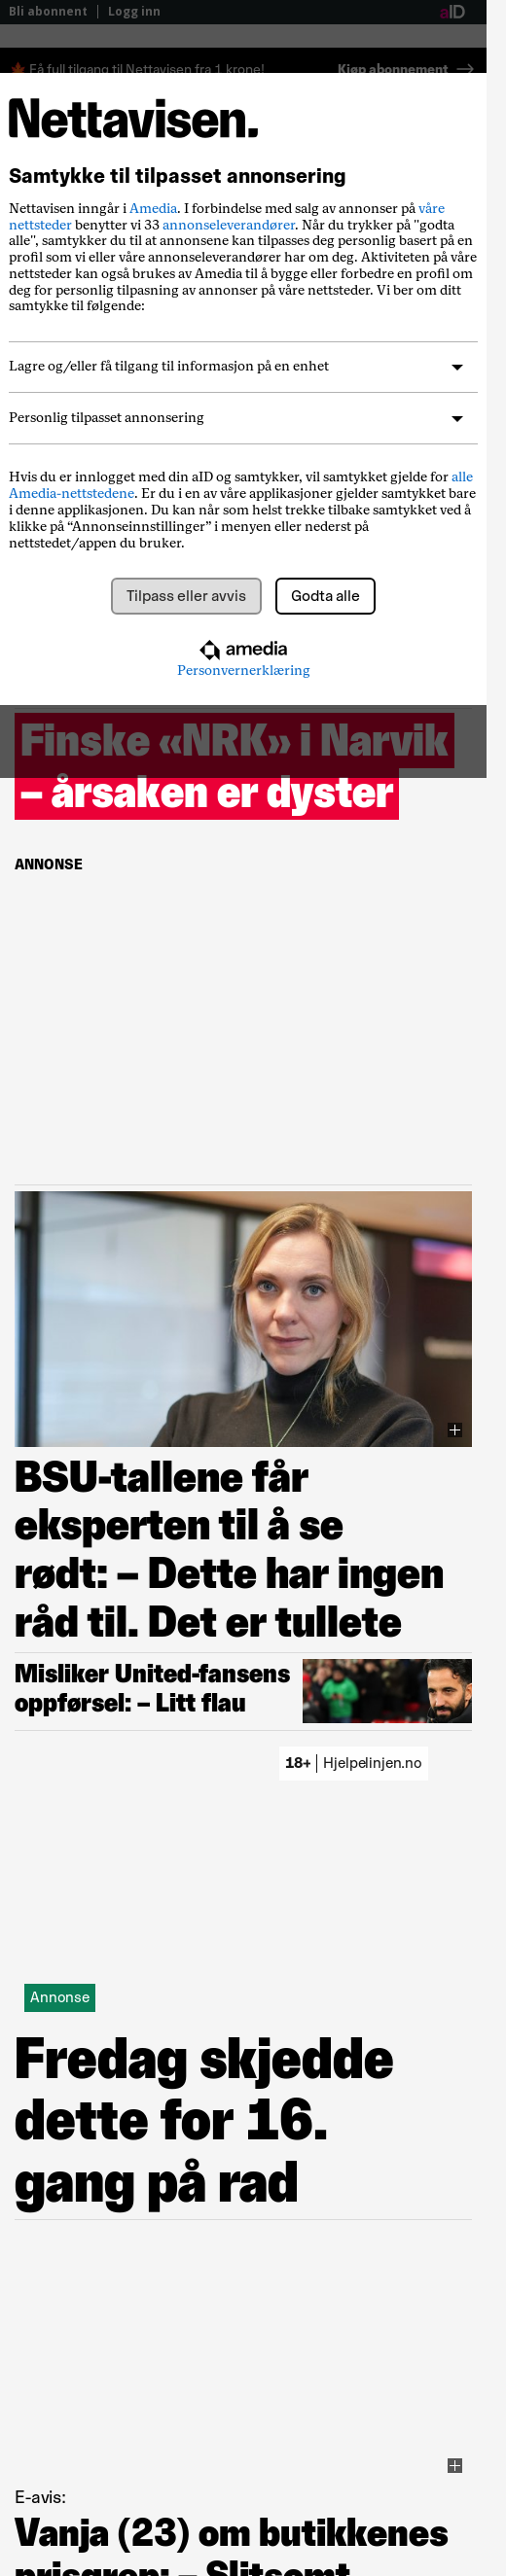 Bli abonnent | Logg inn
aID
Få full tilgang til Nettavisen fra 1 krone!
Kjøp abonnement
Nettavisen.
Samtykke til tilpasset annonsering
Nettavisen inngår i Amedia. I forbindelse med salg av annonser på våre
nettsteder benytter vi 33 annonseleverandører. Når du trykker på "godta
alle", samtykker du til at annonsene kan tilpasses deg personlig basert på en
profil som vi eller våre annonseleverandører har om deg. Aktiviteten på våre
nettsteder kan også brukes av Amedia til å bygge eller forbedre en profil om
deg for personlig tilpasning av annonser på våre nettsteder. Vi ber om ditt
samtykke til følgende:
Lagre og/eller få tilgang til informasjon på en enhet
Personlig tilpasset annonsering
Hvis du er innlogget med din aID og samtykker, vil samtykket gjelde for alle
Amedia-nettstedene. Er du i en av våre applikasjoner gjelder samtykket bare
i denne applikasjonen. Du kan når som helst trekke tilbake samtykket ved å
klikke på “Annonseinnstillinger” i menyen eller nederst på
nettstedet/appen du bruker.
Tilpass eller avvis
Godta alle
amedia
Personvernerklæring
Finske «NRK» i Narvik
– årsaken er dyster
ANNONSE
BSU-tallene får
eksperten til å se
rødt: – Dette har ingen
råd til. Det er tullete
Misliker United-fansens
oppførsel: – Litt flau
18+ | Hjelpelinjen.no
Annonse
Fredag skjedde
dette for 16.
gang på rad
E-avis:
Vanja (23) om butikkenes
prisgrep: – Slitsomt